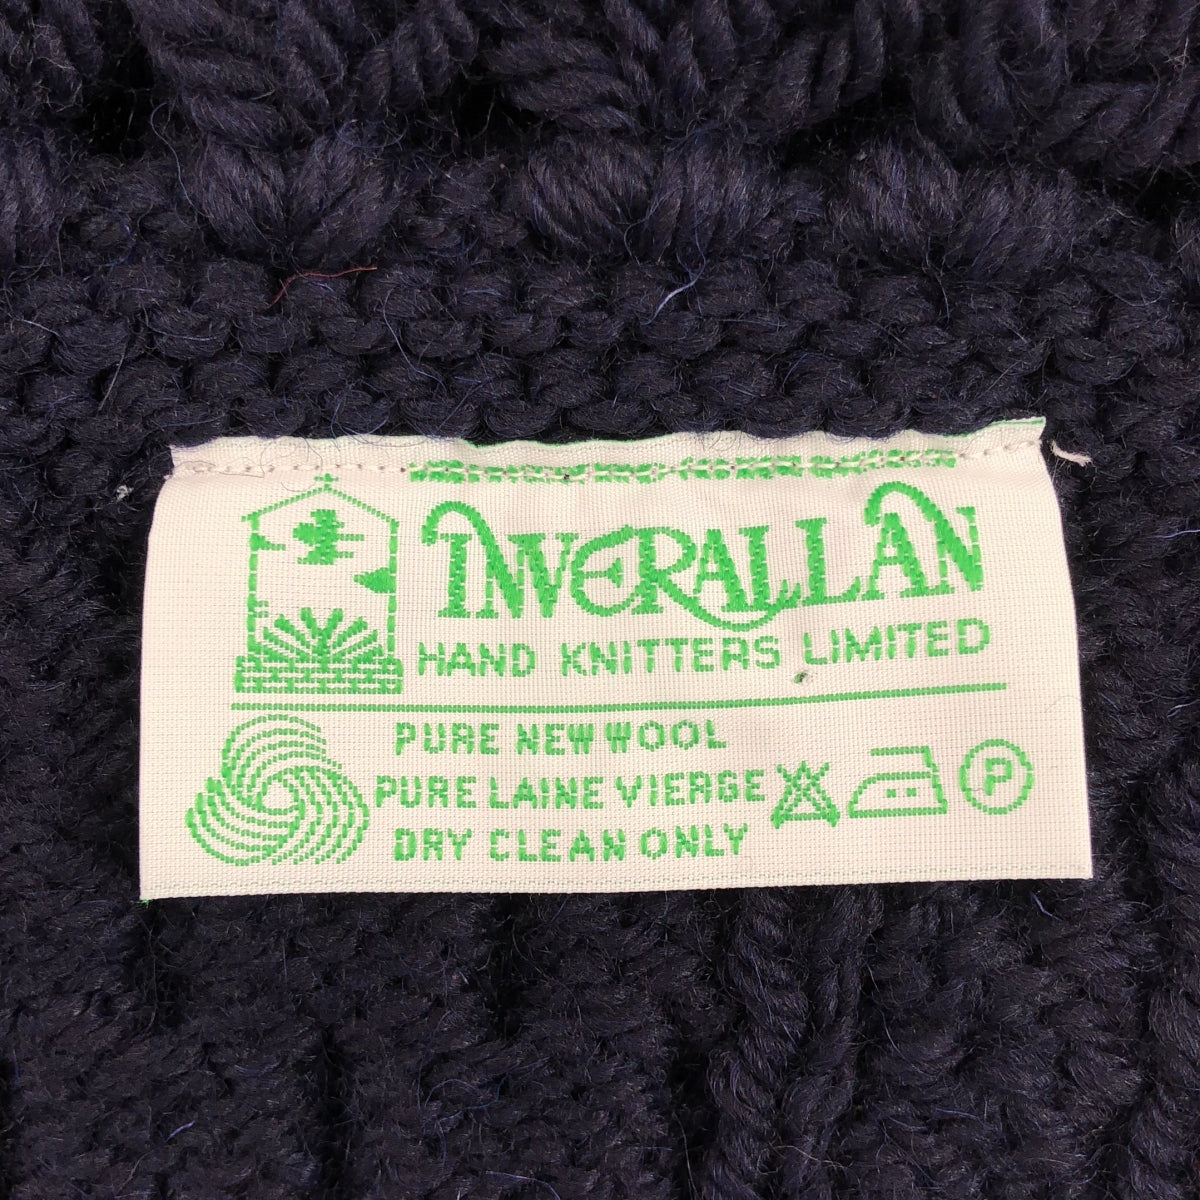 INVERALLAN
HAND KNITTERS LIMITED
PURE NEW WOOL
PURE LAINE VIERGE
DRY CLEAN ONLY
P